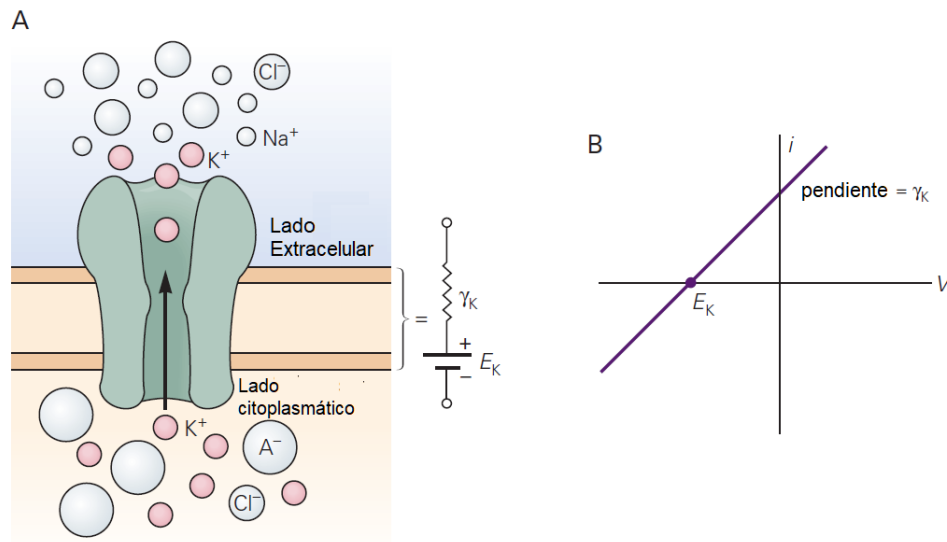 A
Cl⁻
Na⁺
K⁺
Lado
Extracelular
=
γK
+
EK
−
Lado
citoplasmático
K⁺
A⁻
Cl⁻
B
i
pendiente = γK
V
EK